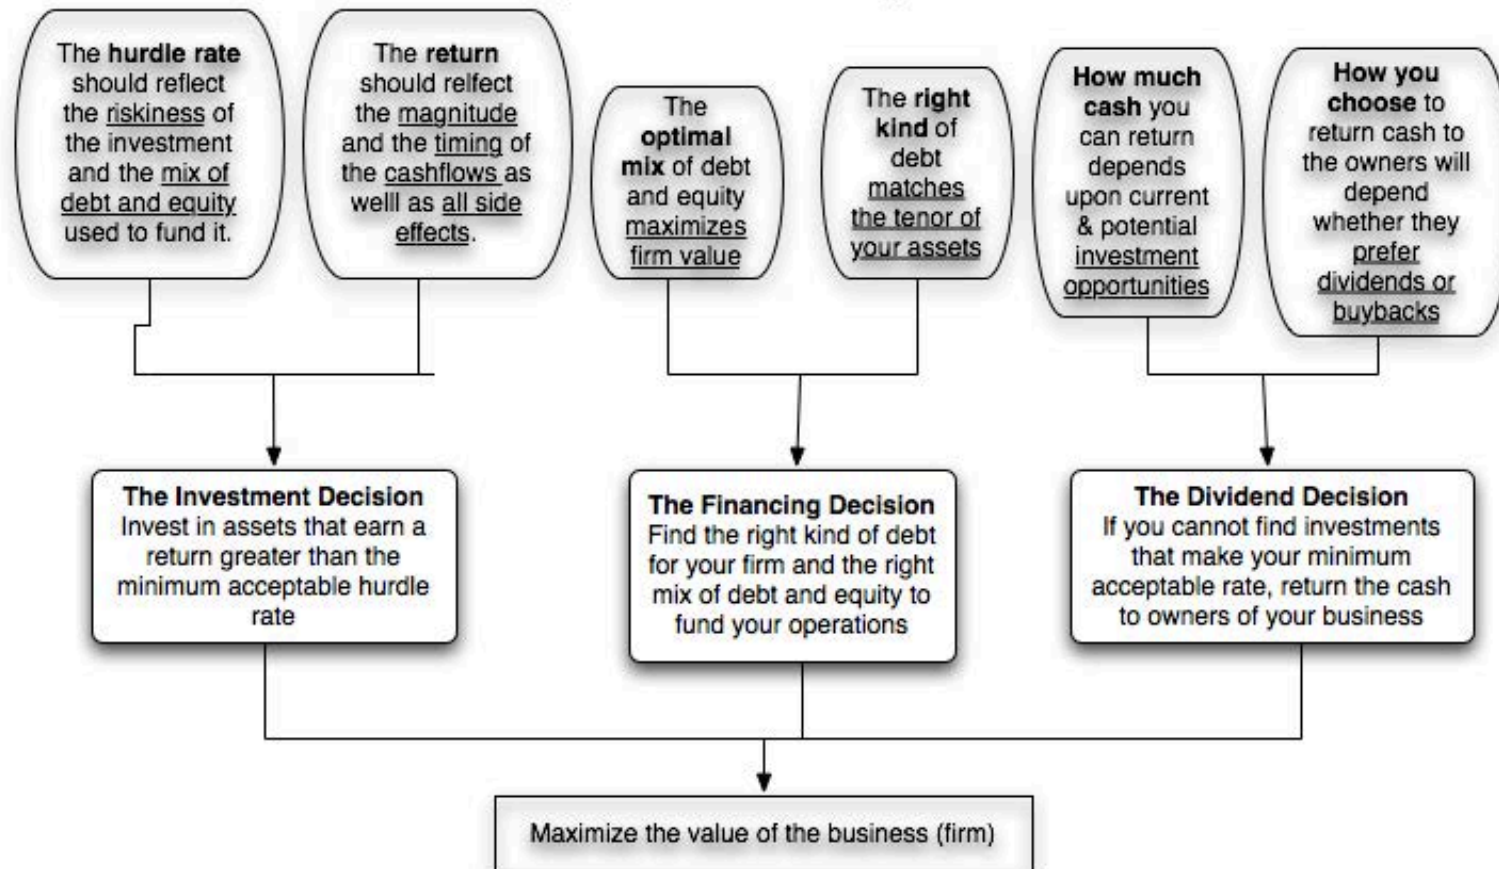 The hurdle rate
should reflect
the riskiness of
the investment
and the mix of
debt and equity
used to fund it.
The return
should relfect
the magnitude
and the timing of
the cashflows as
welll as all side
effects.
The
optimal
mix of debt
and equity
maximizes
firm value
The right
kind of
debt
matches
the tenor of
your assets
How much
cash you
can return
depends
upon current
& potential
investment
opportunities
How you
choose to
return cash to
the owners will
depend
whether they
prefer
dividends or
buybacks
The Investment Decision
Invest in assets that earn a
return greater than the
minimum acceptable hurdle
rate
The Financing Decision
Find the right kind of debt
for your firm and the right
mix of debt and equity to
fund your operations
The Dividend Decision
If you cannot find investments
that make your minimum
acceptable rate, return the cash
to owners of your business
Maximize the value of the business (firm)